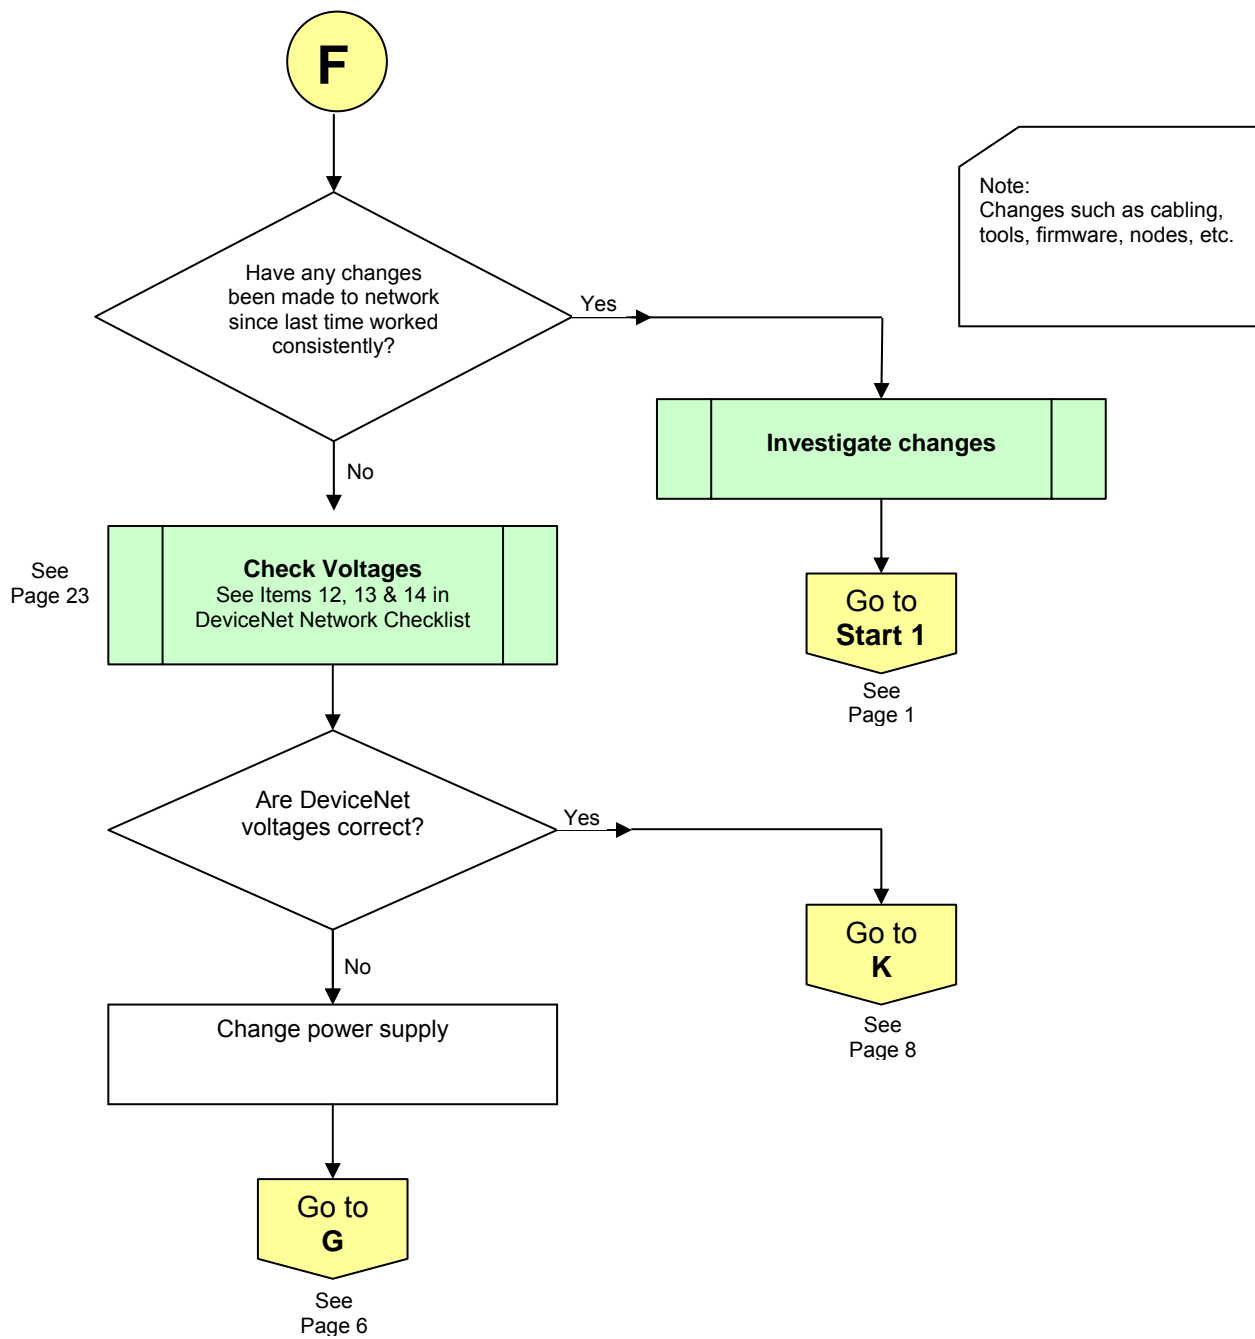 F
Note:
Changes such as cabling,
tools, firmware, nodes, etc.
Have any changes
been made to network
since last time worked
consistently?
Yes
Investigate changes
No
See
Page 23
Check Voltages
See Items 12, 13 & 14 in
DeviceNet Network Checklist
Go to
Start 1
See
Page 1
Are DeviceNet
voltages correct?
Yes
Go to
K
See
Page 8
No
Change power supply
Go to
G
See
Page 6